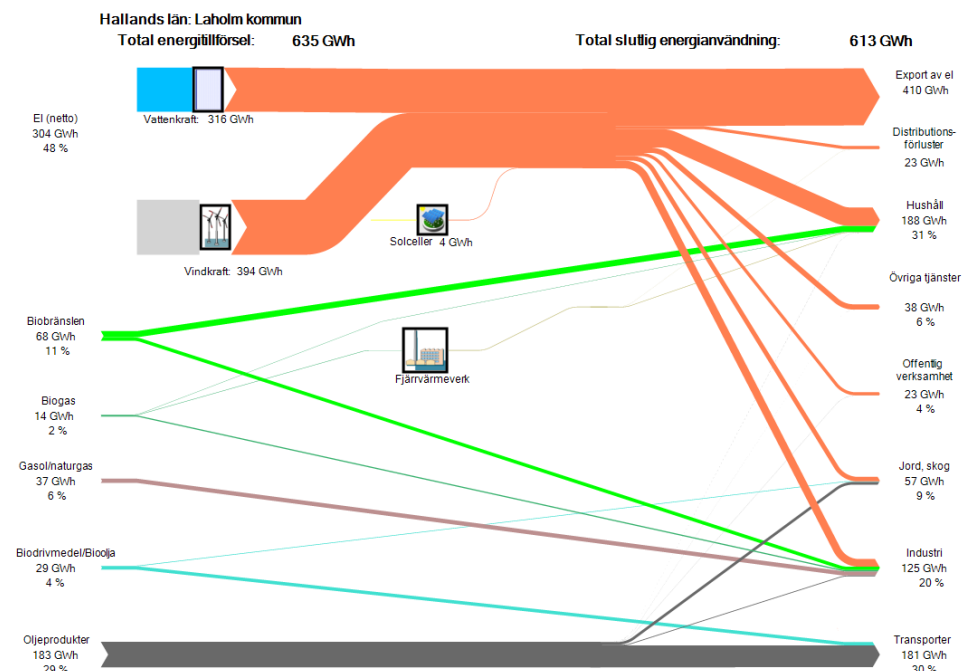 Hallands län: Laholm kommun
Total energitillförsel: 635 GWh
Total slutlig energianvändning: 613 GWh
El (netto)
304 GWh
48 %
Vattenkraft: 316 GWh
Vindkraft: 394 GWh
Solceller 4 GWh
Fjärrvärmeverk
Biobränslen
68 GWh
11 %
Biogas
14 GWh
2 %
Gasol/naturgas
37 GWh
6 %
Biodrivmedel/Bioolja
29 GWh
4 %
Oljeprodukter
183 GWh
29 %
Export av el
410 GWh
Distributions-
förluster
23 GWh
Hushåll
188 GWh
31 %
Övriga tjänster
38 GWh
6 %
Offentlig
verksamhet
23 GWh
4 %
Jord, skog
57 GWh
9 %
Industri
125 GWh
20 %
Transporter
181 GWh
30 %